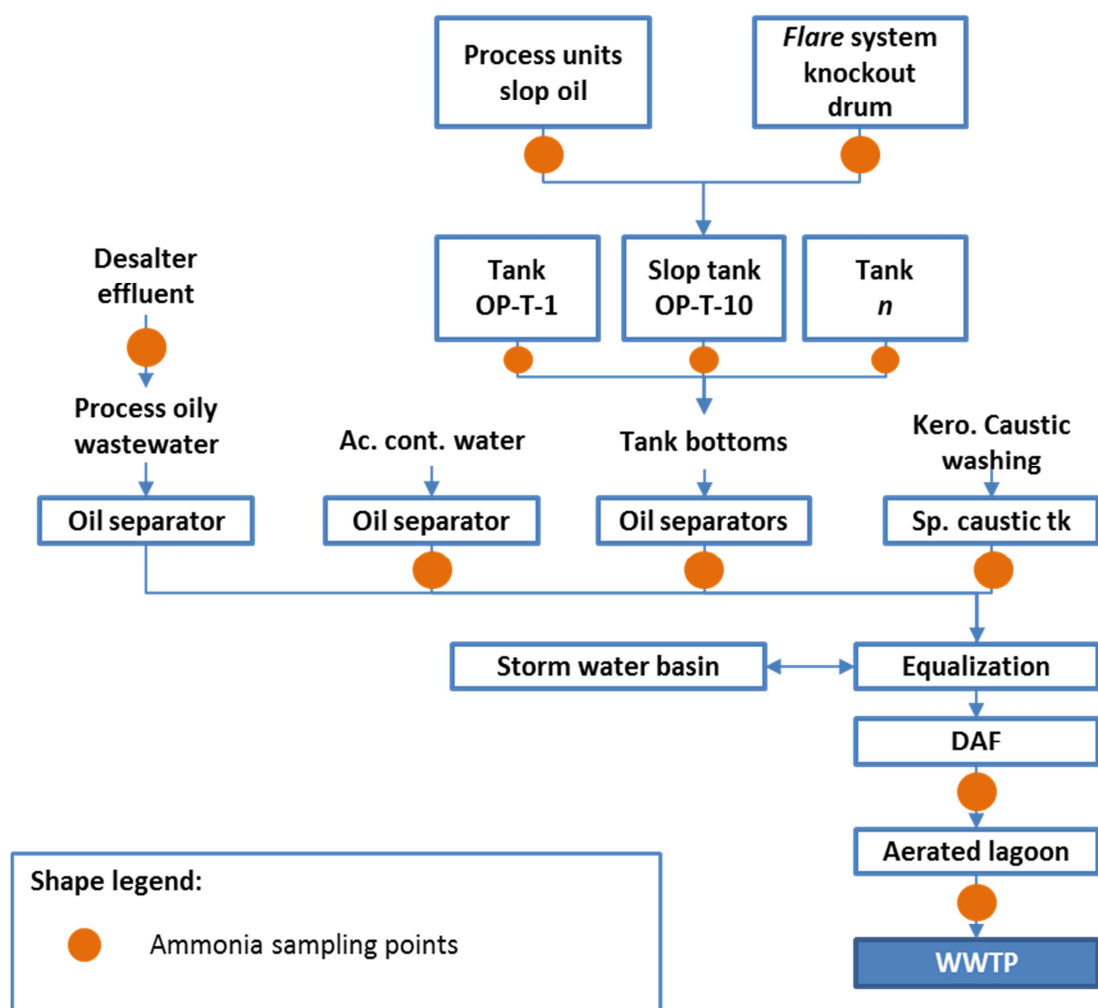 Process units
slop oil
Flare system
knockout
drum
Desalter
effluent
Tank
OP-T-1
Slop tank
OP-T-10
Tank
n
Process oily
wastewater
Ac. cont. water
Tank bottoms
Kero. Caustic
washing
Oil separator
Oil separator
Oil separators
Sp. caustic tk
Storm water basin
Equalization
DAF
Aerated lagoon
WWTP
Shape legend:
Ammonia sampling points